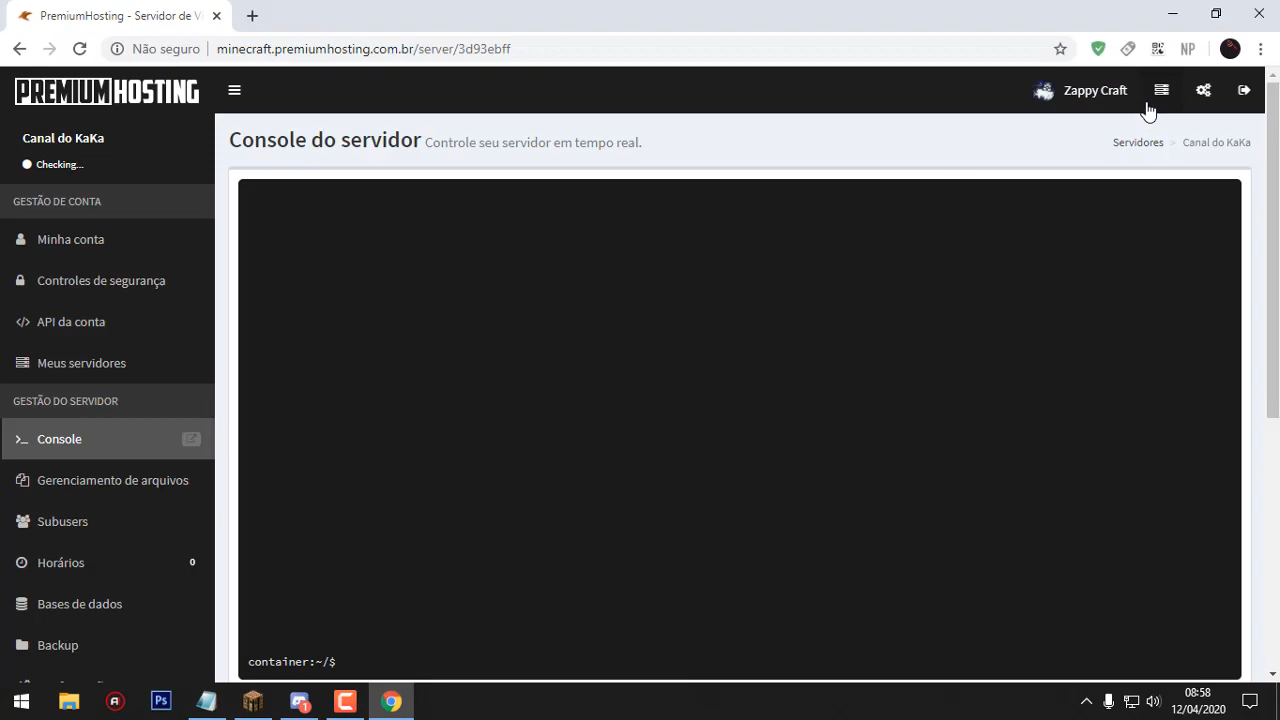 PremiumHosting - Servidor de V
Não seguro
minecraft.premiumhosting.com.br/server/3d93ebff
NP
PREMIUMHOSTING
Zappy Craft
Canal do KaKa
Checking...
Console do servidor Controle seu servidor em tempo real.
Servidores > Canal do KaKa
GESTÃO DE CONTA
Minha conta
Controles de segurança
API da conta
Meus servidores
GESTÃO DO SERVIDOR
Console
Gerenciamento de arquivos
Subusers
Horários 0
Bases de dados
Backup
container:~/$
Ps
1
08:58
12/04/2020